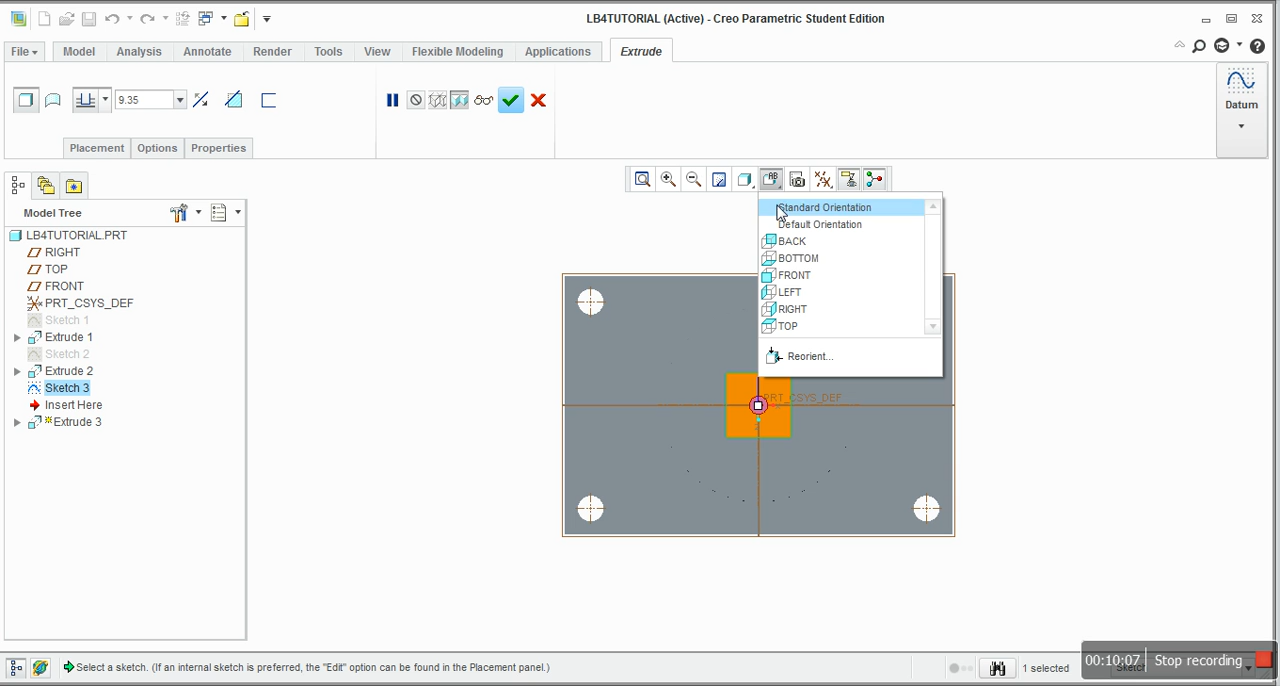 LB4TUTORIAL (Active) - Creo Parametric Student Edition
File Model Analysis Annotate Render Tools View Flexible Modeling Applications Extrude
9.35
Datum
Placement Options Properties
AB
Model Tree
LB4TUTORIAL.PRT
RIGHT
TOP
FRONT
PRT_CSYS_DEF
Sketch 1
Extrude 1
Sketch 2
Extrude 2
Sketch 3
Insert Here
Extrude 3
Standard Orientation
Default Orientation
BACK
BOTTOM
FRONT
LEFT
RIGHT
TOP
Reorient...
PRT_CSYS_DEF
Select a sketch. (If an internal sketch is preferred, the "Edit" option can be found in the Placement panel.)
1 selected
Sketch
00:10:07 Stop recording